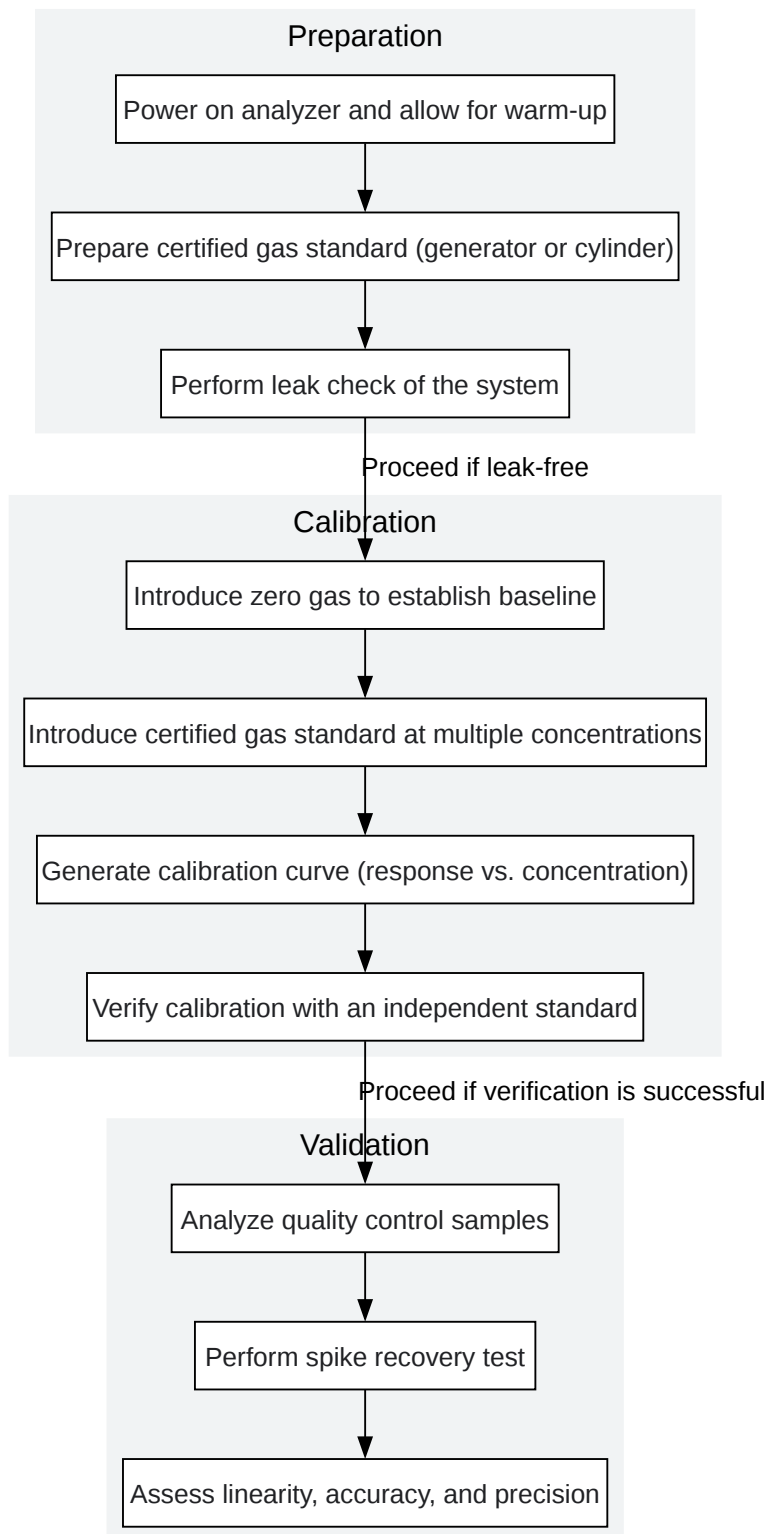 Preparation
Power on analyzer and allow for warm-up
Prepare certified gas standard (generator or cylinder)
Perform leak check of the system
Proceed if leak-free
Calibration
Introduce zero gas to establish baseline
Introduce certified gas standard at multiple concentrations
Generate calibration curve (response vs. concentration)
Verify calibration with an independent standard
Proceed if verification is successful
Validation
Analyze quality control samples
Perform spike recovery test
Assess linearity, accuracy, and precision